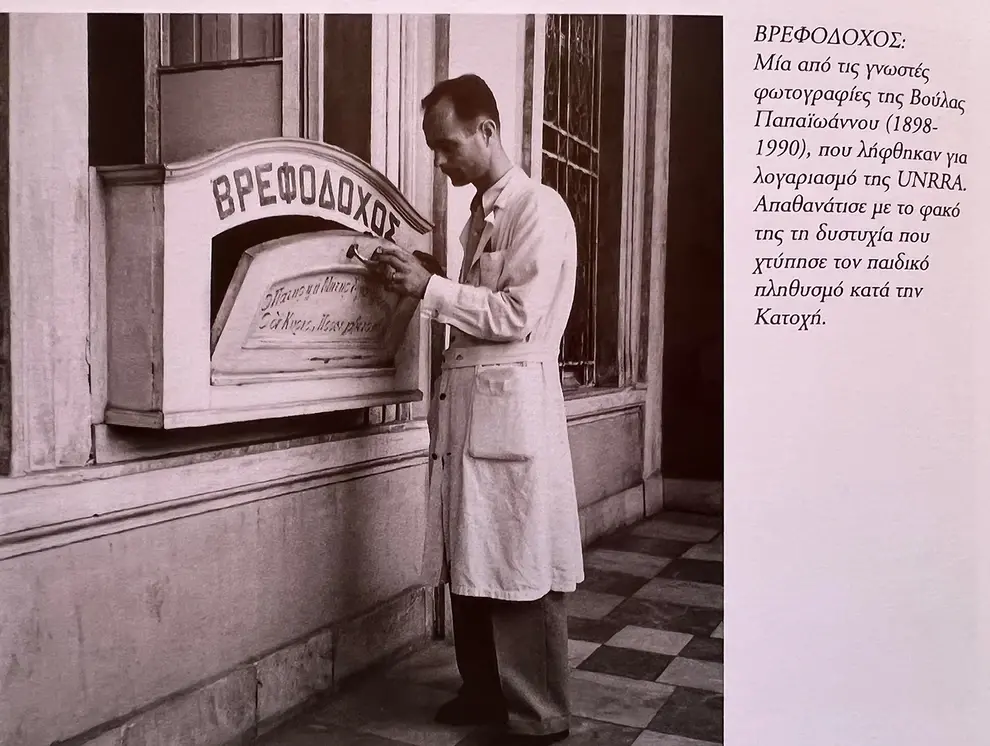 ΒΡΕΦΟΔΟΧΟΣ
Ο Πατήρ μ
ΒΡΕΦΟΔΟΧΟΣ:
Μία από τις γνωστές
φωτογραφίες της Βούλας
Παπαϊωάννου (1898-
1990), που λήφθηκαν για
λογαριασμό της UNRRA.
Απαθανάτισε με το φακό
της τη δυστυχία που
χτύπησε τον παιδικό
πληθυσμό κατά την
Κατοχή.